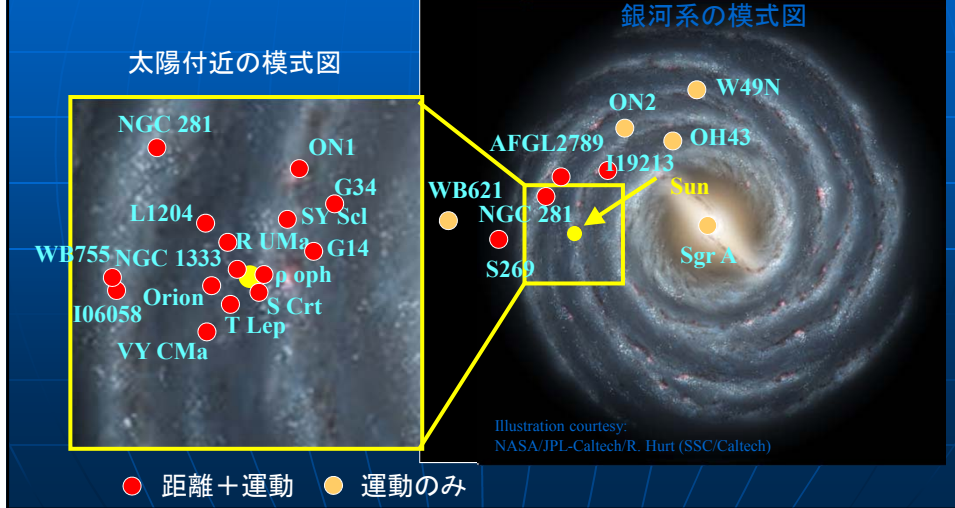 銀河系の模式図
太陽付近の模式図
W49N
ON2
OH43
AFGL2789
I19213
Sun
WB621
NGC 281
S269
Sgr A
NGC 281
ON1
G34
L1204
SY Scl
R UMa
G14
WB755
NGC 1333
ρ oph
Orion
S Crt
I06058
T Lep
VY CMa
Illustration courtesy:
NASA/JPL-Caltech/R. Hurt (SSC/Caltech)
距離＋運動
運動のみ